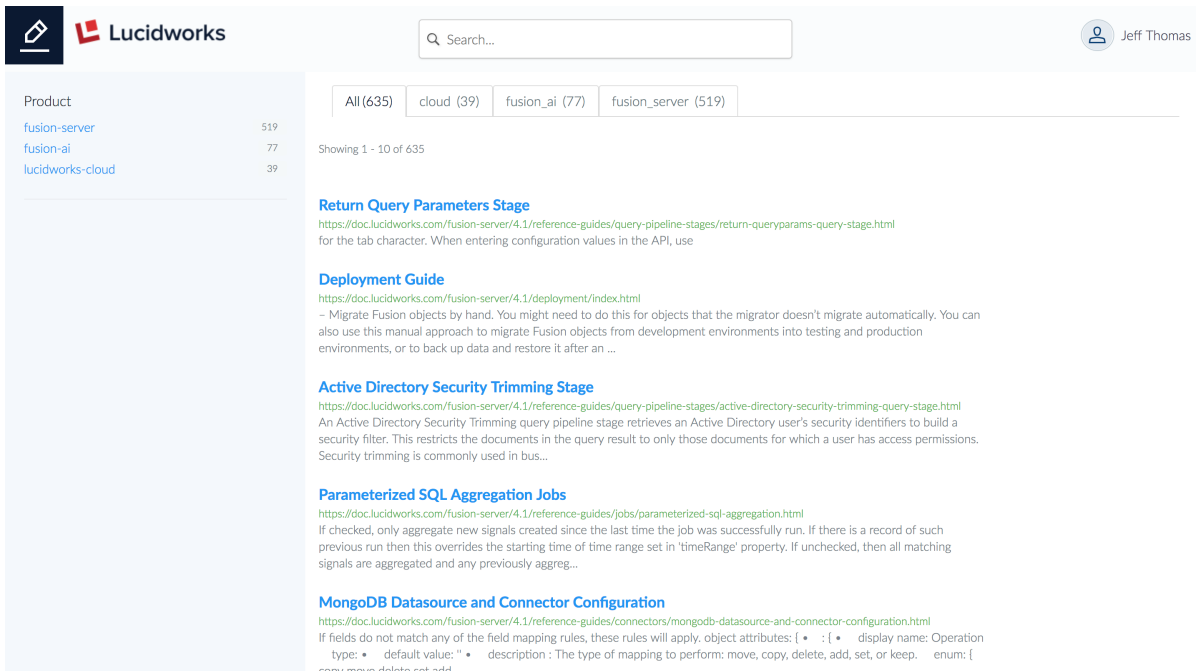 Lucidworks
Search...
Jeff Thomas
Product
fusion-server 519
fusion-ai 77
lucidworks-cloud 39
All (635) cloud (39) fusion_ai (77) fusion_server (519)
Showing 1 - 10 of 635
Return Query Parameters Stage
https://doc.lucidworks.com/fusion-server/4.1/reference-guides/query-pipeline-stages/return-queryparams-query-stage.html
for the tab character. When entering configuration values in the API, use
Deployment Guide
https://doc.lucidworks.com/fusion-server/4.1/deployment/index.html
– Migrate Fusion objects by hand. You might need to do this for objects that the migrator doesn’t migrate automatically. You can
also use this manual approach to migrate Fusion objects from development environments into testing and production
environments, or to back up data and restore it after an ...
Active Directory Security Trimming Stage
https://doc.lucidworks.com/fusion-server/4.1/reference-guides/query-pipeline-stages/active-directory-security-trimming-query-stage.html
An Active Directory Security Trimming query pipeline stage retrieves an Active Directory user's security identifiers to build a
security filter. This restricts the documents in the query result to only those documents for which a user has access permissions.
Security trimming is commonly used in bus...
Parameterized SQL Aggregation Jobs
https://doc.lucidworks.com/fusion-server/4.1/reference-guides/jobs/parameterized-sql-aggregation.html
If checked, only aggregate new signals created since the last time the job was successfully run. If there is a record of such
previous run then this overrides the starting time of time range set in 'timeRange' property. If unchecked, then all matching
signals are aggregated and any previously aggreg...
MongoDB Datasource and Connector Configuration
https://doc.lucidworks.com/fusion-server/4.1/reference-guides/connectors/mongodb-datasource-and-connector-configuration.html
If fields do not match any of the field mapping rules, these rules will apply. object attributes: { • : { • display name: Operation
type: • default value: '' • description : The type of mapping to perform: move, copy, delete, add, set, or keep. enum: {
copy move delete set add